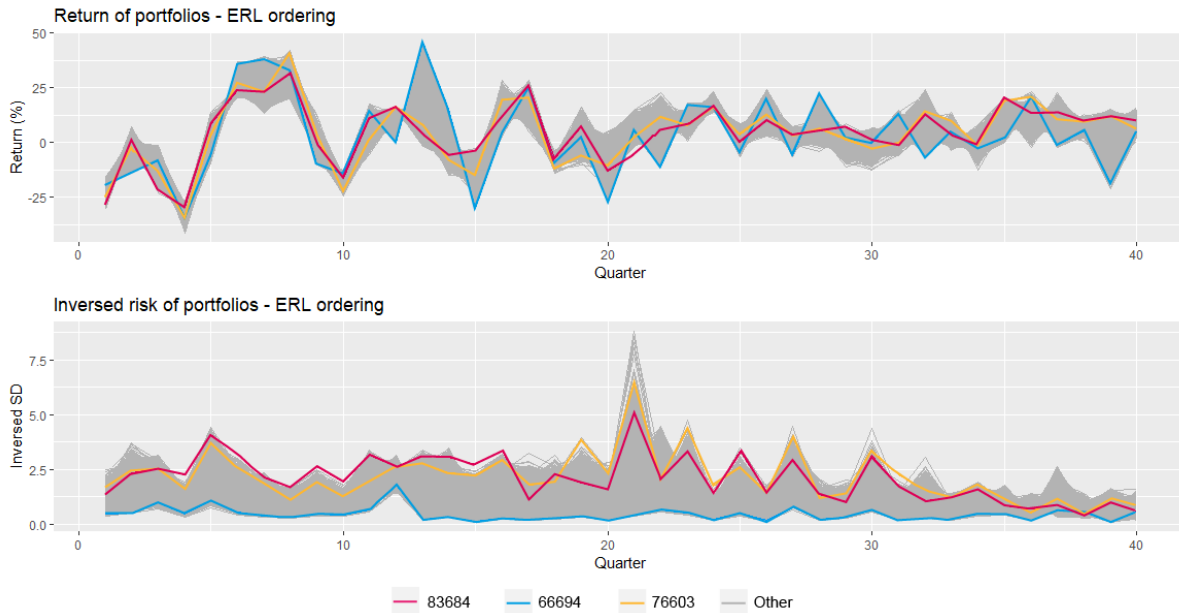 Return of portfolios - ERL ordering
50
25
0
-25
Return (%)
0 10 20 30 40
Quarter
Inversed risk of portfolios - ERL ordering
7.5
5.0
2.5
0.0
Inversed SD
0 10 20 30 40
Quarter
83684 66694 76603 Other